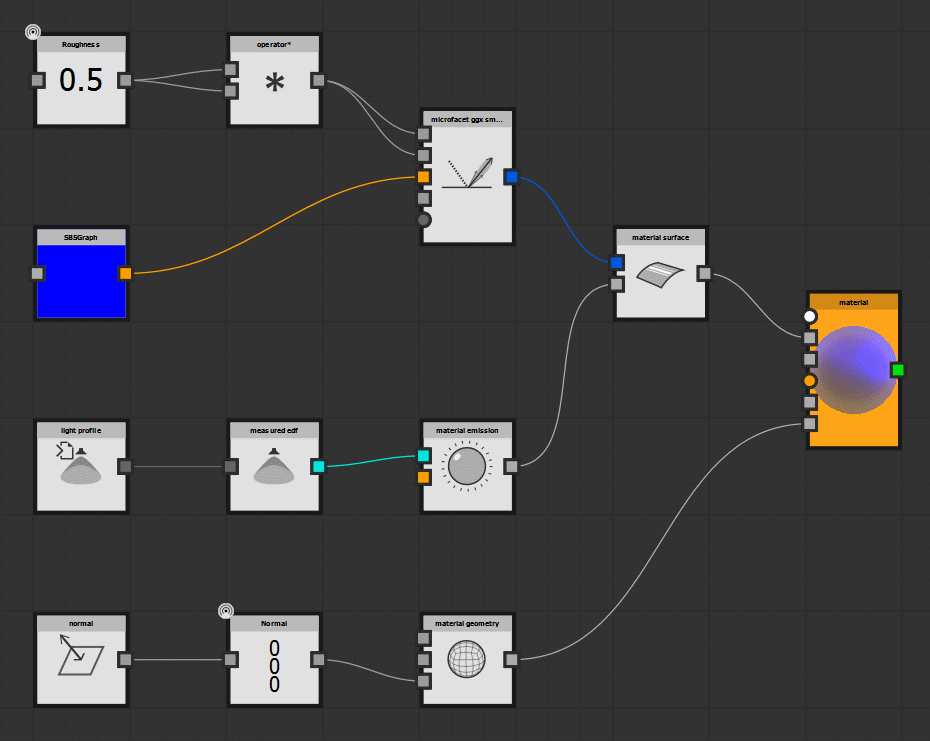 Roughness
0.5
operator*
*
microfacet ggx sm...
SBSGraph
material surface
material
light profile
measured edf
material emission
normal
Normal
0
0
0
material geometry